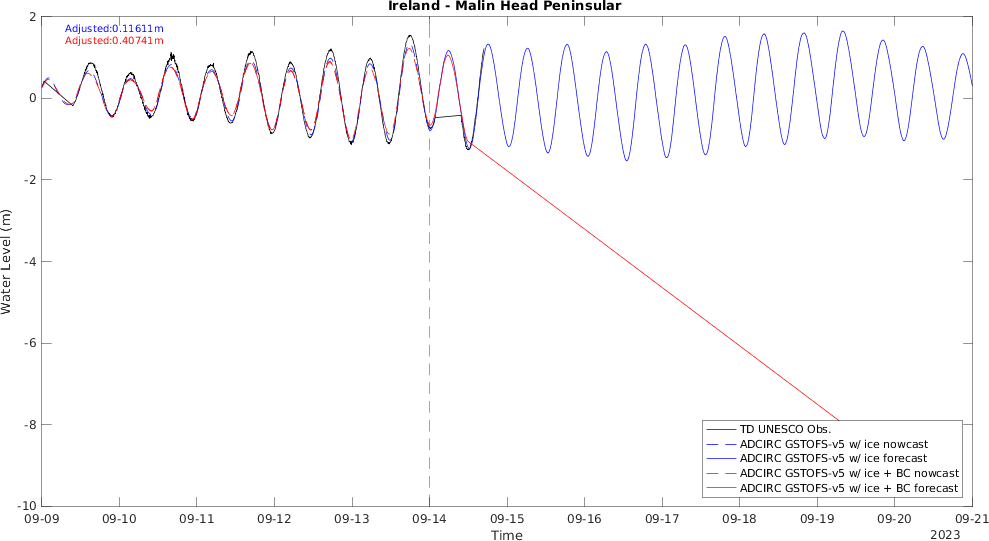 Ireland - Malin Head Peninsular
Adjusted:0.11611m
Adjusted:0.40741m
Water Level (m)
2
0
-2
-4
-6
-8
-10
TD UNESCO Obs.
ADCIRC GSTOFS-v5 w/ ice nowcast
ADCIRC GSTOFS-v5 w/ ice forecast
ADCIRC GSTOFS-v5 w/ ice + BC nowcast
ADCIRC GSTOFS-v5 w/ ice + BC forecast
09-09 09-10 09-11 09-12 09-13 09-14 09-15 09-16 09-17 09-18 09-19 09-20 09-21
Time
2023